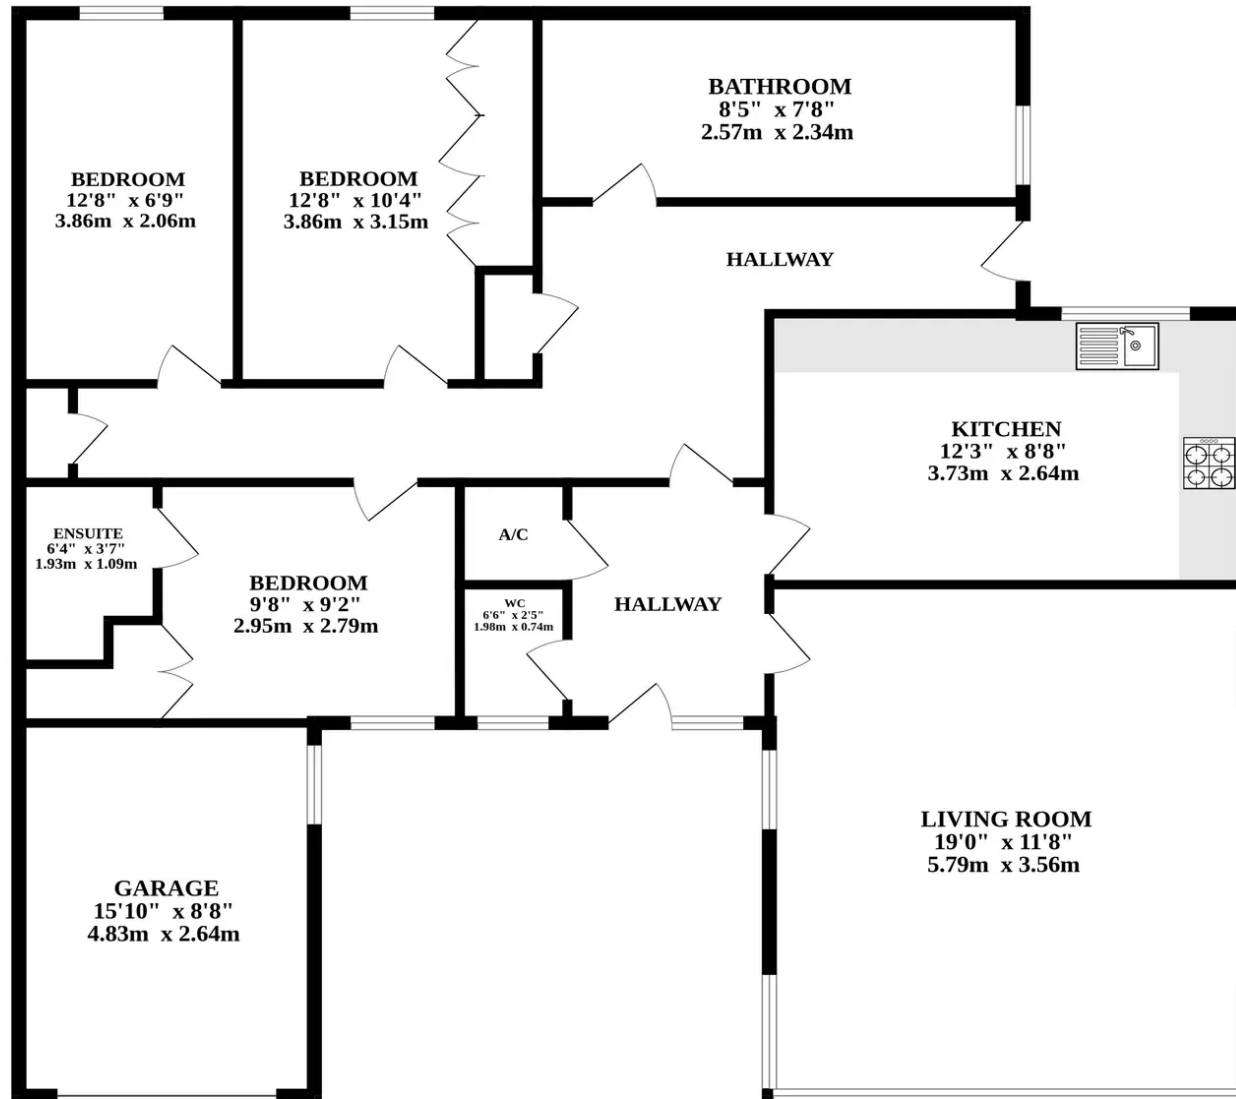 BATHROOM
8'5" x 7'8"
2.57m x 2.34m
BEDROOM
12'8" x 6'9"
3.86m x 2.06m
BEDROOM
12'8" x 10'4"
3.86m x 3.15m
HALLWAY
KITCHEN
12'3" x 8'8"
3.73m x 2.64m
ENSUITE
6'4" x 3'7"
1.93m x 1.09m
A/C
BEDROOM
9'8" x 9'2"
2.95m x 2.79m
WC
6'6" x 2'5"
1.98m x 0.74m
HALLWAY
LIVING ROOM
19'0" x 11'8"
5.79m x 3.56m
GARAGE
15'10" x 8'8"
4.83m x 2.64m